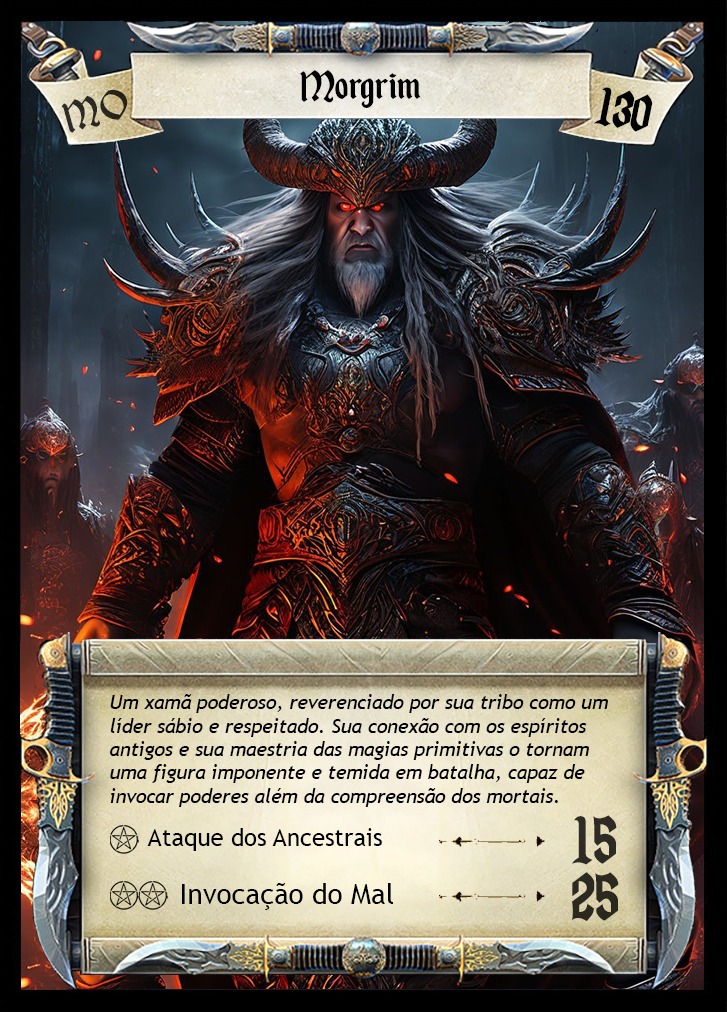 MO
Morgrim
130
Um xamã poderoso, reverenciado por sua tribo como um
líder sábio e respeitado. Sua conexão com os espíritos
antigos e sua maestria das magias primitivas o tornam
uma figura imponente e temida em batalha, capaz de
invocar poderes além da compreensão dos mortais.
Ataque dos Ancestrais 15
Invocação do Mal 25